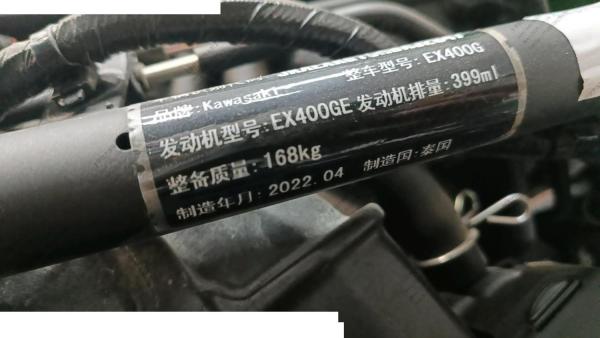 品牌:Kawasaki 整车型号:EX400G
发动机型号:EX400GE 发动机排量:399ml
整备质量:168kg
制造年月:2022.04 制造国:泰国